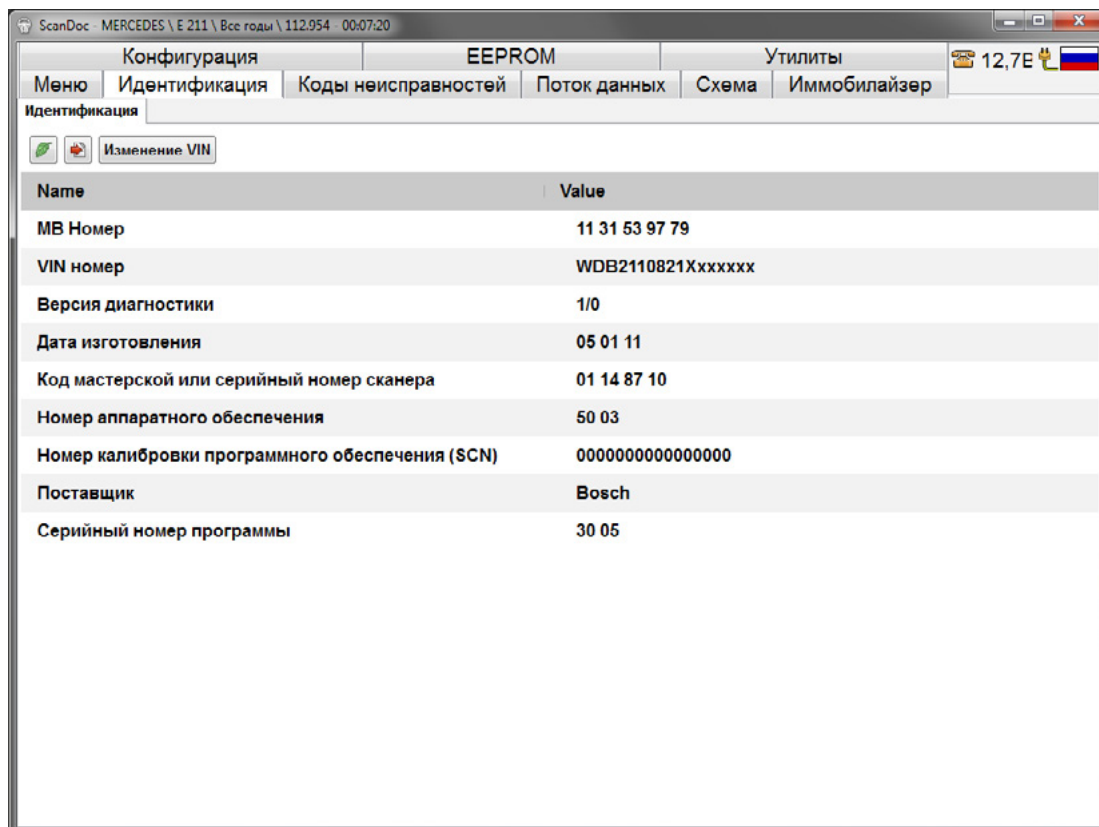 ScanDoc - MERCEDES \ E 211 \ Все годы \ 112.954 - 00:07:20
Конфигурация EEPROM Утилиты 12,7В
Меню Идентификация Коды неисправностей Поток данных Схема Иммобилайзер
Идентификация
Изменение VIN
Name Value
МВ Номер 11 31 53 97 79
VIN номер WDB2110821Xxxxxxx
Версия диагностики 1/0
Дата изготовления 05 01 11
Код мастерской или серийный номер сканера 01 14 87 10
Номер аппаратного обеспечения 50 03
Номер калибровки программного обеспечения (SCN) 0000000000000000
Поставщик Bosch
Серийный номер программы 30 05